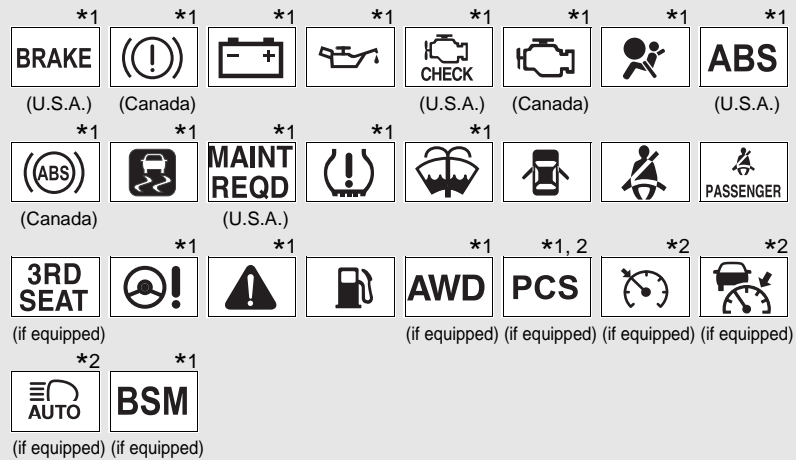 *1 *1 *1 *1 *1 *1 *1 *1
BRAKE CHECK ABS
(U.S.A.) (Canada) (U.S.A.) (Canada) (U.S.A.)
*1 *1 *1 *1 *1
ABS MAINT REQD PASSENGER
(Canada) (U.S.A.)
*1 *1 *1 *1, 2 *2 *2
3RD SEAT AWD PCS
(if equipped) (if equipped) (if equipped) (if equipped) (if equipped)
*2 *1
AUTO BSM
(if equipped) (if equipped)